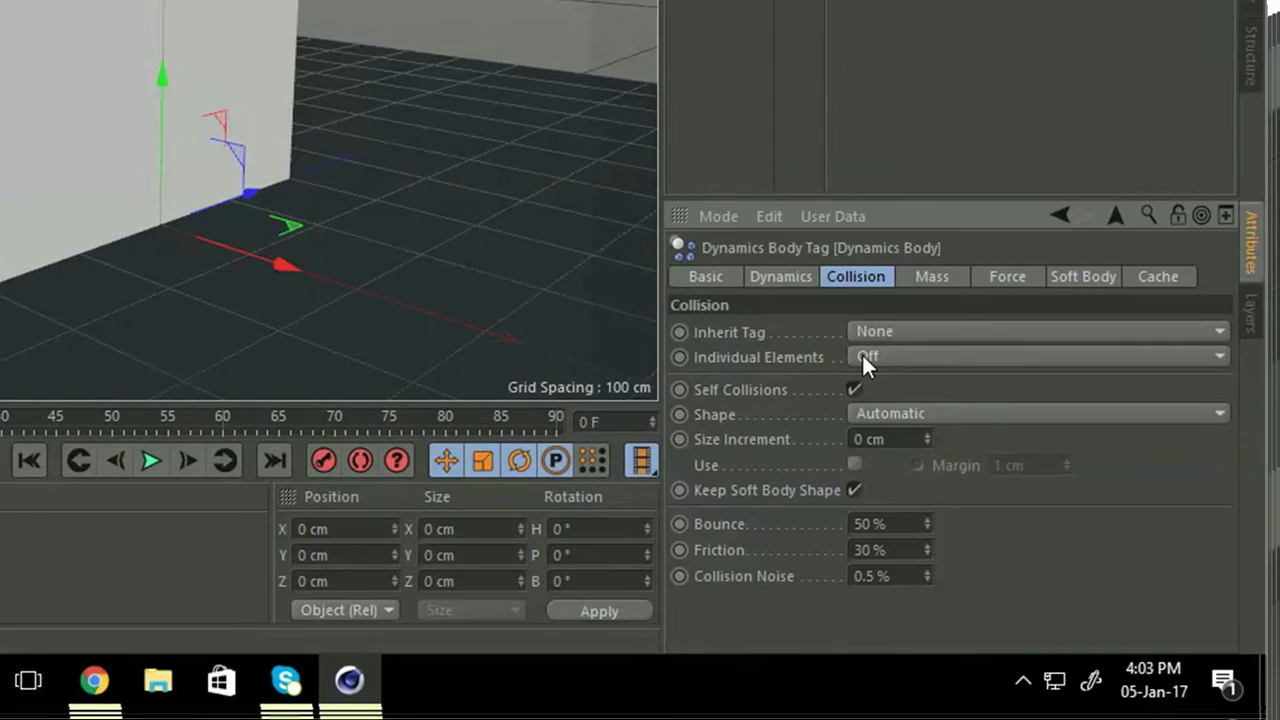 Structure
Mode Edit User Data
Attributes
Dynamics Body Tag [Dynamics Body]
Basic Dynamics Collision Mass Force Soft Body Cache
Layers
Collision
Inherit Tag . . . . . . . . None
Individual Elements . . Off
Self Collisions . . . . . . ✓
Shape. . . . . . . . . . . . . Automatic
Size Increment. . . . . . 0 cm
Use . . . . . . . . . . . . . . . Margin 1 cm
Keep Soft Body Shape ✓
Bounce. . . . . . . . . . . . 50 %
Friction. . . . . . . . . . . . 30 %
Collision Noise . . . . . . 0.5 %
Grid Spacing : 100 cm
45 50 55 60 65 70 75 80 85 90 0 F
P
Position Size Rotation
X 0 cm X 0 cm H 0 °
Y 0 cm Y 0 cm P 0 °
Z 0 cm Z 0 cm B 0 °
Object (Rel) Size Apply
4:03 PM
05-Jan-17
1